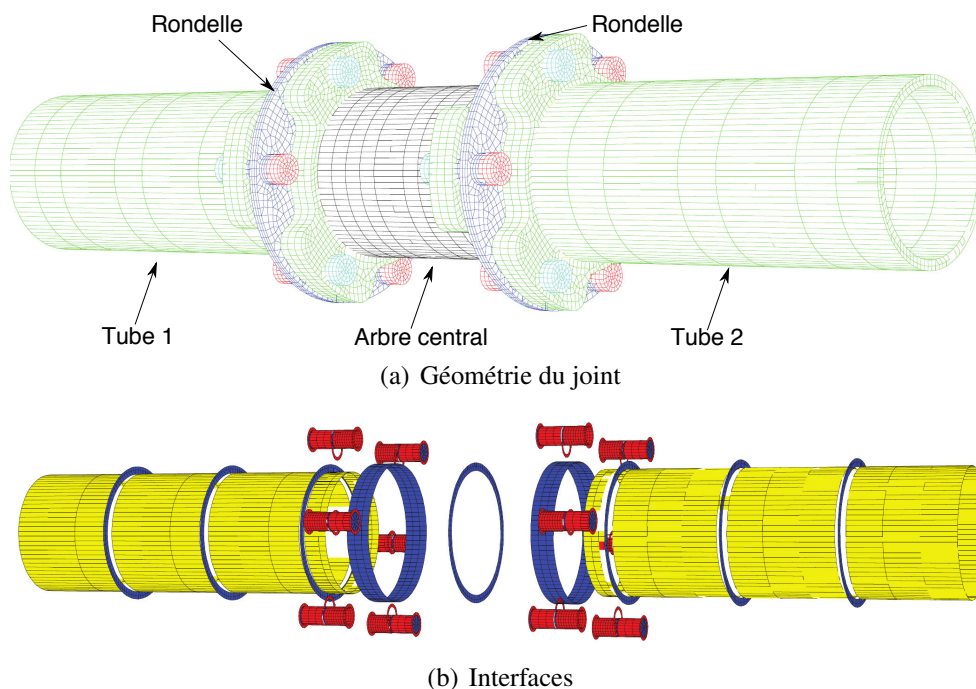 Rondelle
Rondelle
Tube 1
Arbre central
Tube 2
(a) Géométrie du joint
(b) Interfaces